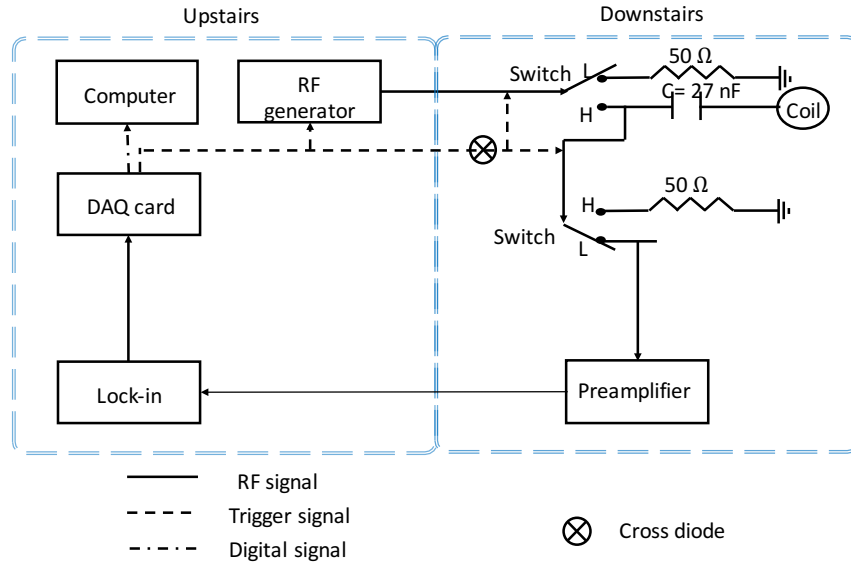 Upstairs
Downstairs
Computer
RF
generator
Switch
L
50 Ω
C= 27 nF
H
Coil
DAQ card
50 Ω
H
Switch
L
Lock-in
Preamplifier
RF signal
Trigger signal
Digital signal
Cross diode